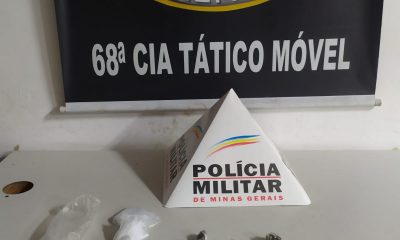 68ª CIA TÁTICO MÓVEL
POLÍCIA
MILITAR
DE MINAS GERAIS